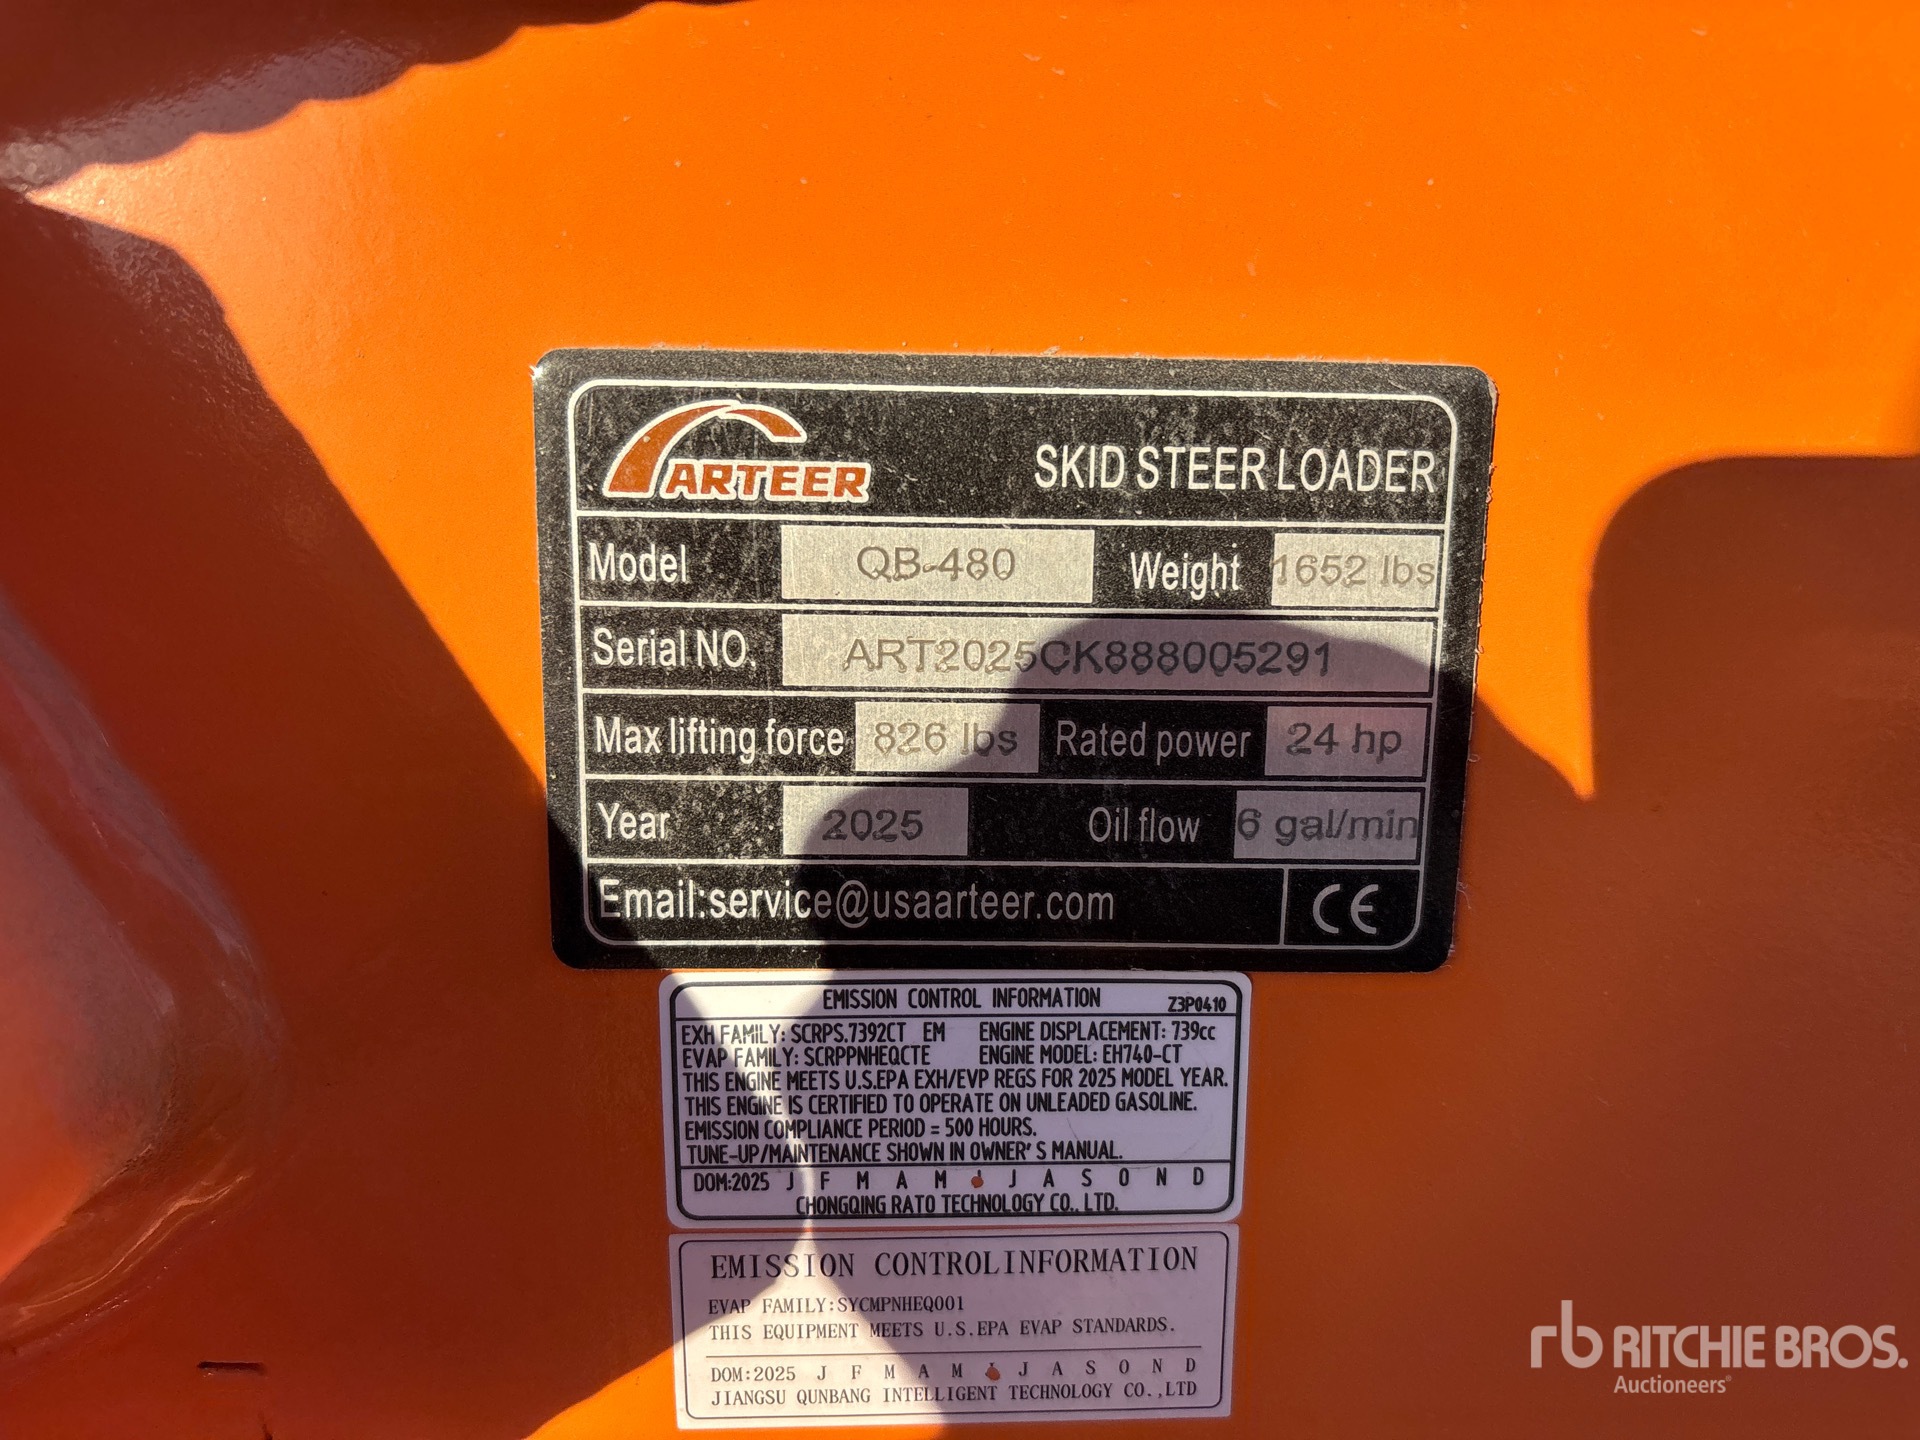 ARTEER SKID STEER LOADER
Model QB-480 Weight 1652 lbs
Serial NO. ART2025CK888005291
Max lifting force 826 lbs Rated power 24 hp
Year 2025 Oil flow 6 gal/min
Email:service@usaarteer.com CE
EMISSION CONTROL INFORMATION Z3P0410
EXH FAMILY: SCRPS.7392CT EM ENGINE DISPLACEMENT: 739cc
EVAP FAMILY: SCRPPNHEQCTE ENGINE MODEL: EH740-CT
THIS ENGINE MEETS U.S.EPA EXH/EVP REGS FOR 2025 MODEL YEAR.
THIS ENGINE IS CERTIFIED TO OPERATE ON UNLEADED GASOLINE.
EMISSION COMPLIANCE PERIOD = 500 HOURS.
TUNE-UP/MAINTENANCE SHOWN IN OWNER'S MANUAL.
DOM:2025 J F M A M J A S O N D
CHONGQING RATO TECHNOLOGY CO., LTD.
EMISSION CONTROLINFORMATION
EVAP FAMILY:SYCMPNHEQ001
THIS EQUIPMENT MEETS U.S.EPA EVAP STANDARDS.
DOM:2025 J F M A M J A S O N D
JIANGSU QUNBANG INTELLIGENT TECHNOLOGY CO.,LTD
rb RITCHIE BROS.
Auctioneers®